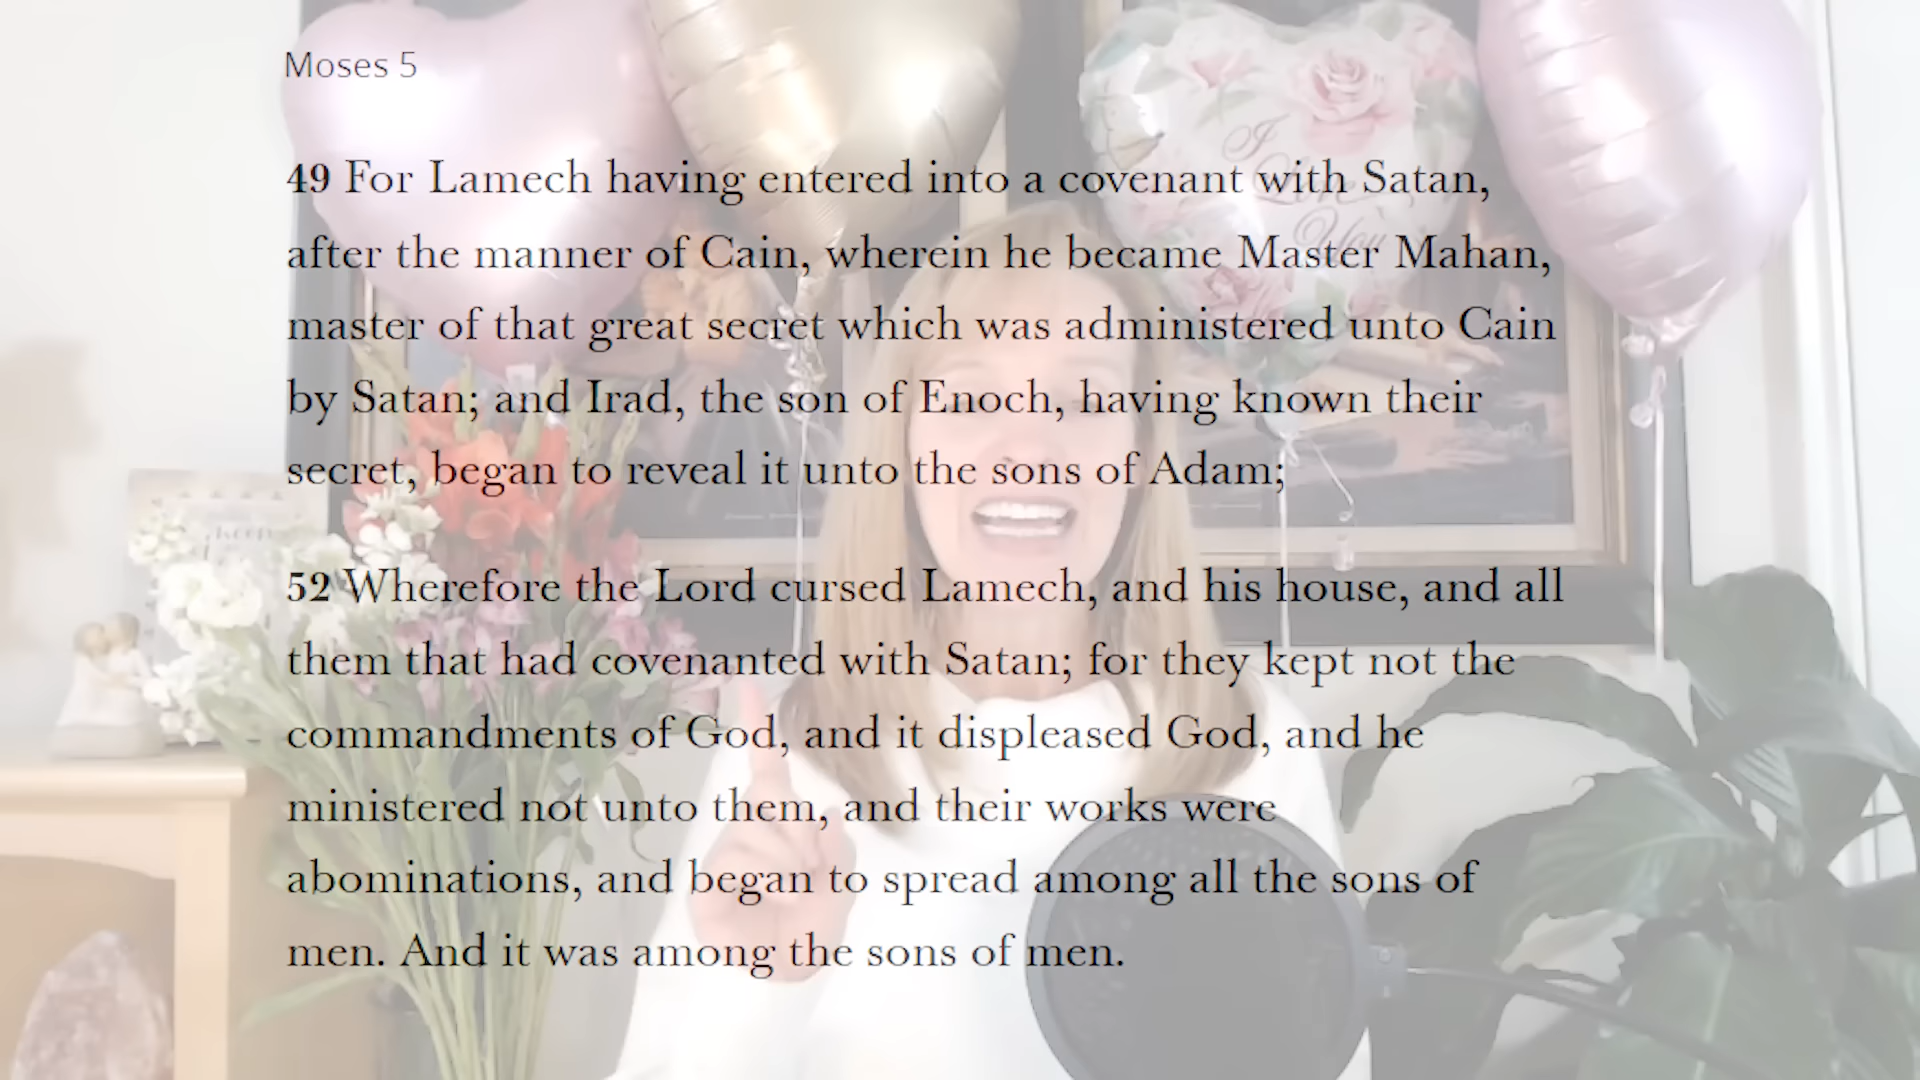 Moses 5
49 For Lamech having entered into a covenant with Satan,
after the manner of Cain, wherein he became Master Mahan,
master of that great secret which was administered unto Cain
by Satan; and Irad, the son of Enoch, having known their
secret, began to reveal it unto the sons of Adam;
52 Wherefore the Lord cursed Lamech, and his house, and all
them that had covenanted with Satan; for they kept not the
commandments of God, and it displeased God, and he
ministered not unto them, and their works were
abominations, and began to spread among all the sons of
men. And it was among the sons of men.
I
Love
You
keep